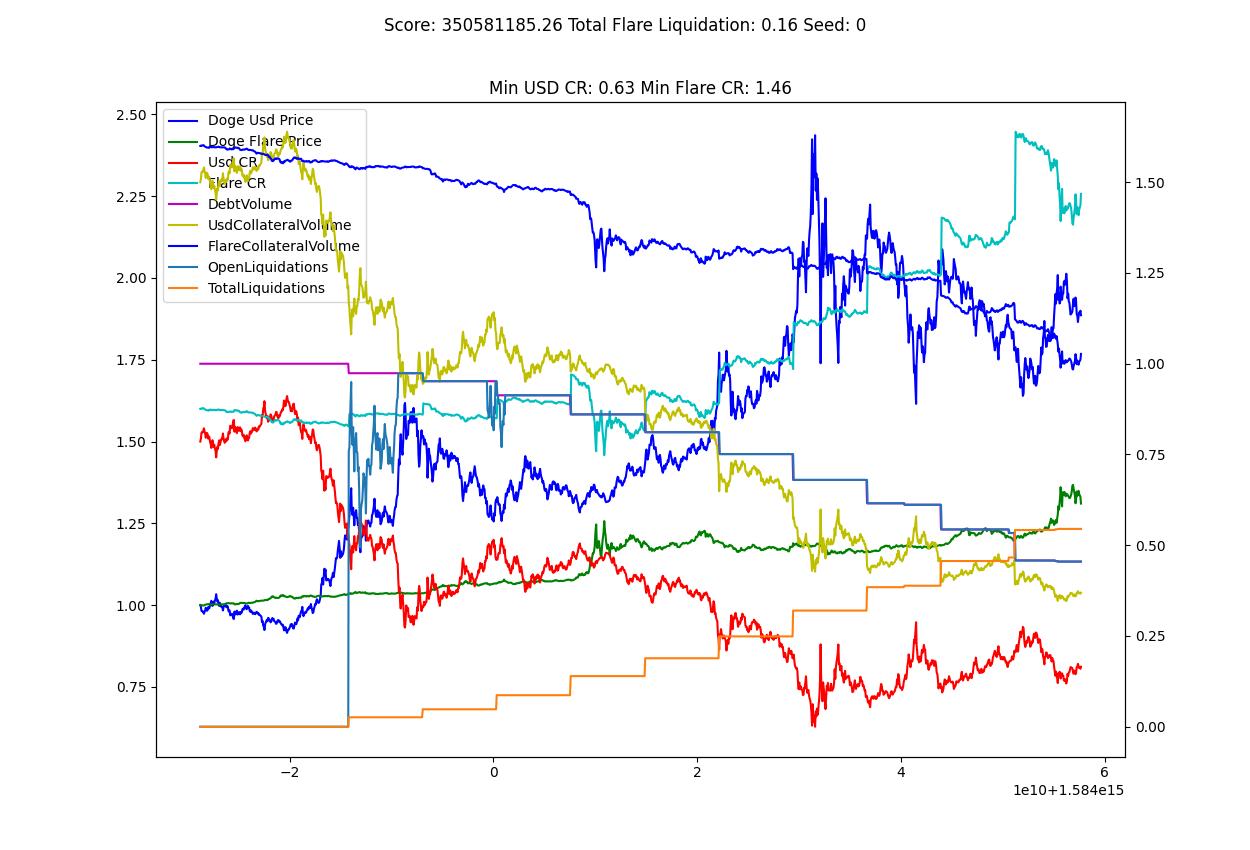 Score: 350581185.26 Total Flare Liquidation: 0.16 Seed: 0
Min USD CR: 0.63 Min Flare CR: 1.46
2.50
2.25
2.00
1.75
1.50
1.25
1.00
0.75
Doge Usd Price
Doge Flare Price
Usd CR
Flare CR
DebtVolume
UsdCollateralVolume
FlareCollateralVolume
OpenLiquidations
TotalLiquidations
1.50
1.25
1.00
0.75
0.50
0.25
0.00
−2 0 2 4 6
1e10+1.584e15